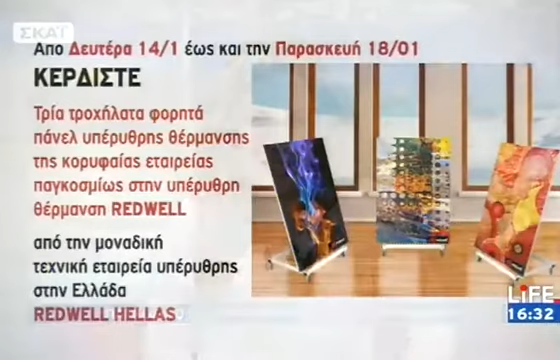 ΣΚΑΪ
Από Δευτέρα 14/1 έως και την Παρασκευή 18/01
ΚΕΡΔΙΣΤΕ
Τρία τροχήλατα φορητά
πάνελ υπέρυθρης θέρμανσης
της κορυφαίας εταιρείας
παγκοσμίως στην υπέρυθρη
θέρμανση REDWELL
από την μοναδική
τεχνική εταιρεία υπέρυθρης
στην Ελλάδα
REDWELL HELLAS
LiFE
16:32